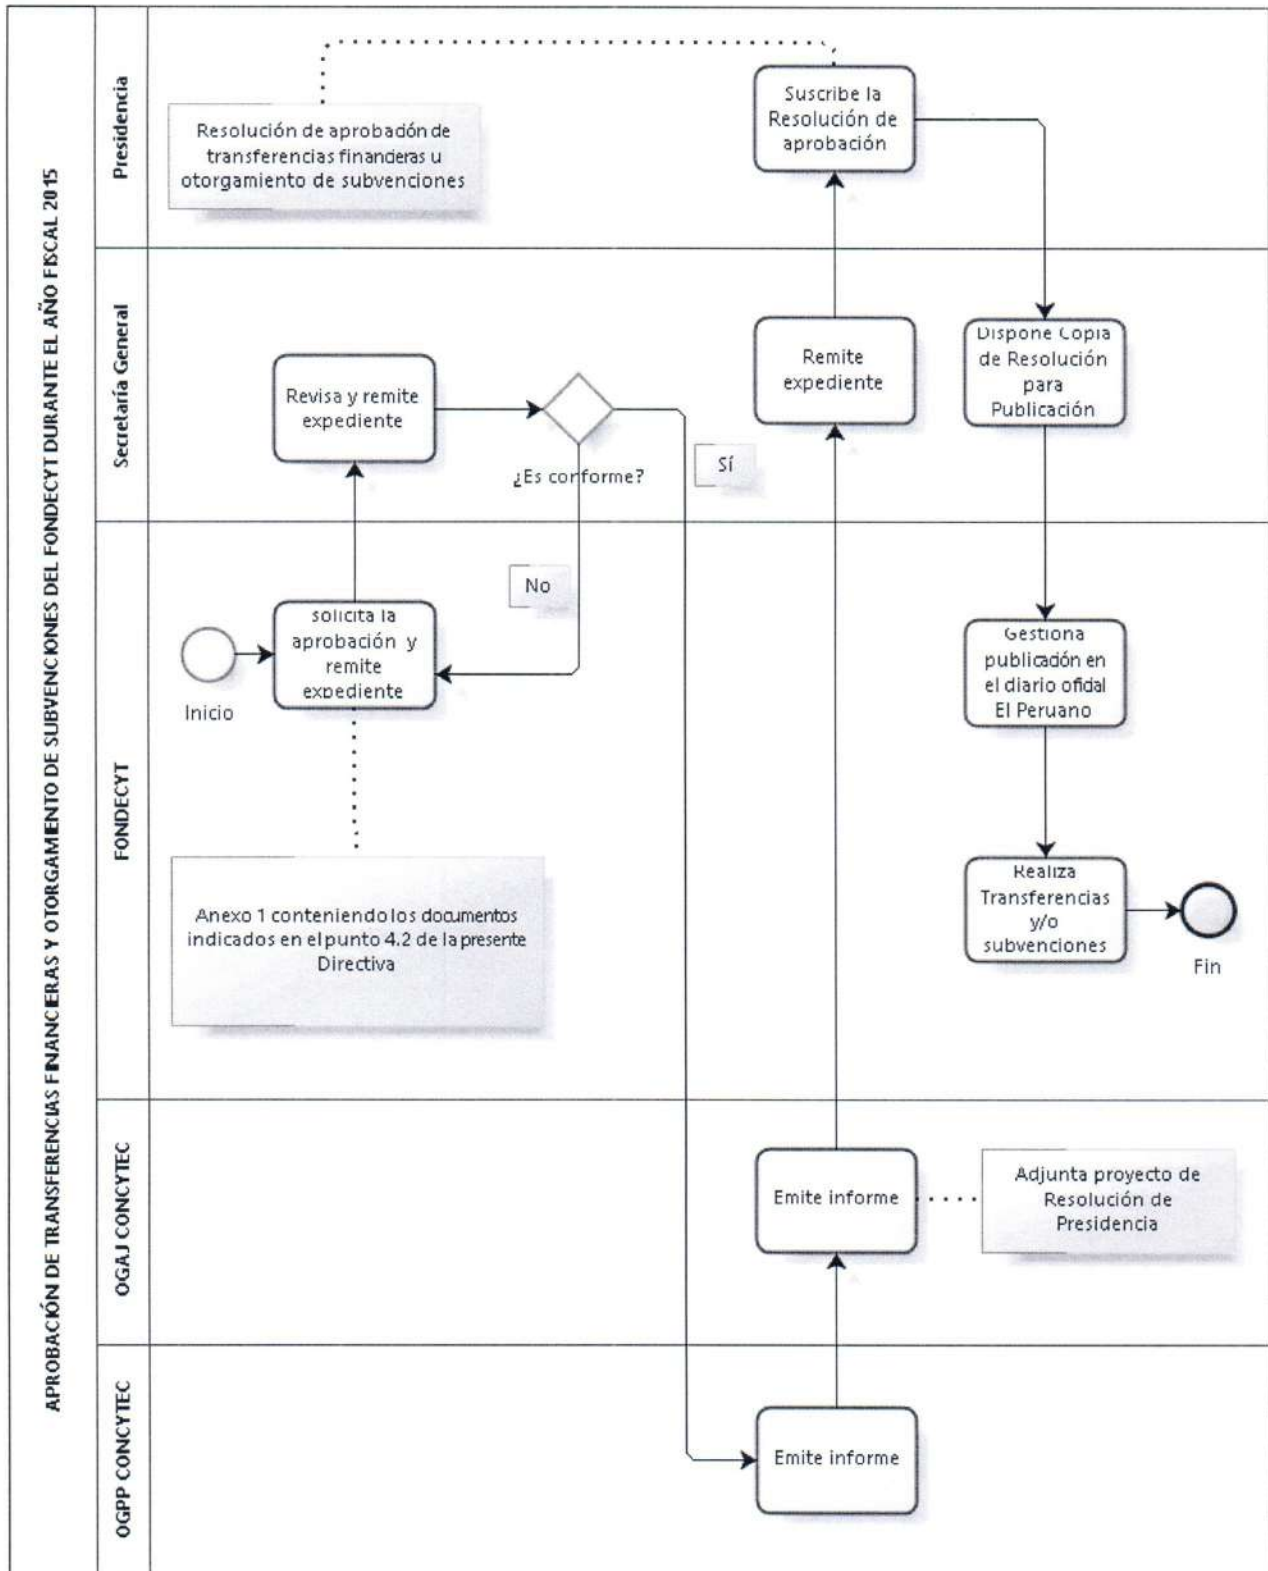 APROBACIÓN DE TRANSFERENCIAS FINANCIERAS Y OTORGAMIENTO DE SUBVENCIONES DEL FONDECYT DURANTE EL AÑO FISCAL 2015
Presidencia
Resolución de aprobación de
transferencias financieras u
otorgamiento de subvenciones
Suscribe la
Resolución de
aprobación
Secretaría General
Revisa y remite
expediente
¿Es conforme?
Sí
Remite
expediente
Dispone Copia
de Resolución
para
Publicación
FONDECYT
Inicio
solicita la
aprobación y
remite
expediente
No
Anexo 1 conteniendo los documentos
indicados en el punto 4.2 de la presente
Directiva
Gestiona
publicación en
el diario oficial
El Peruano
Realiza
Transferencias
y/o
subvenciones
Fin
OGAJ CONCYTEC
Emite informe
Adjunta proyecto de
Resolución de
Presidencia
OGPP CONCYTEC
Emite informe